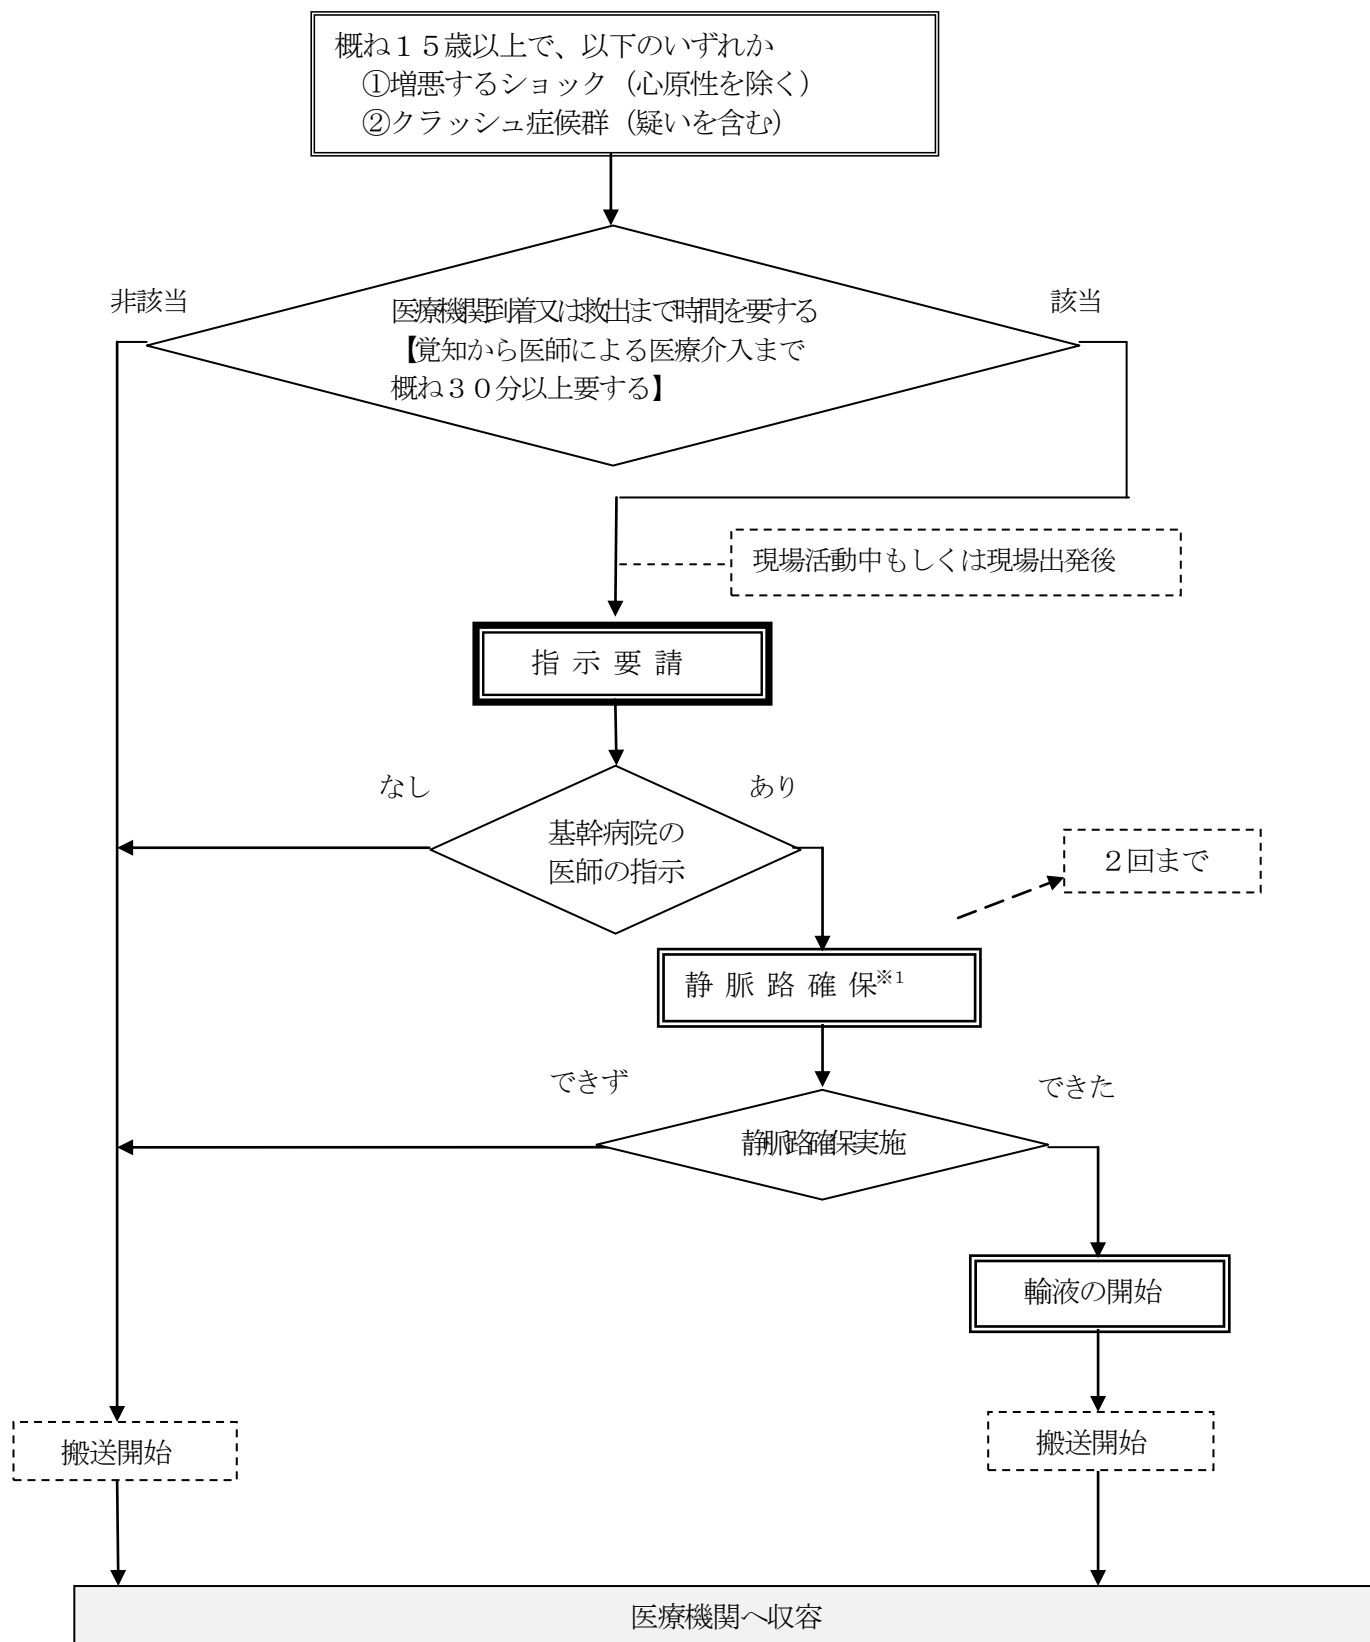 概ね１５歳以上で、以下のいずれか
①増悪するショック（心原性を除く）
②クラッシュ症候群（疑いを含む）
非該当
該当
医療機関到着又は救出まで時間を要する
【覚知から医師による医療介入まで
概ね３０分以上要する】
現場活動中もしくは現場出発後
指 示 要 請
なし
あり
基幹病院の
医師の指示
２回まで
静 脈 路 確 保※1
できず
できた
静脈路確保実施
輸液の開始
搬送開始
搬送開始
医療機関へ収容